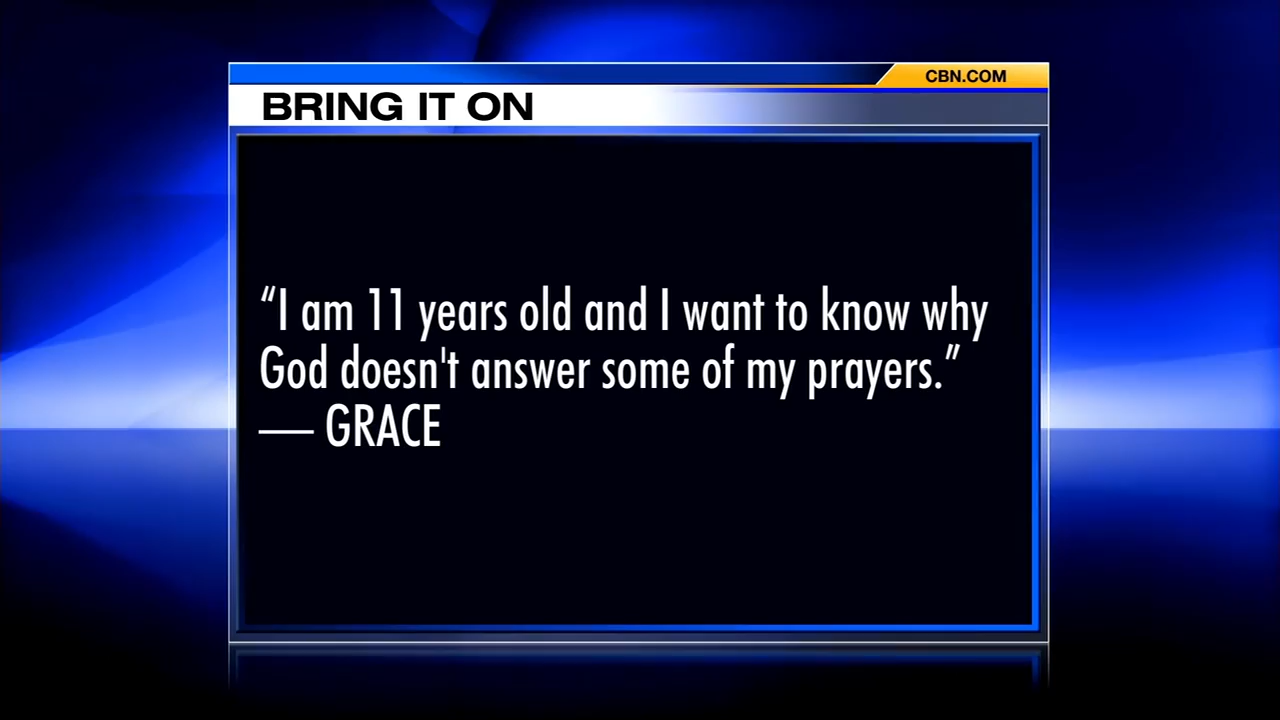 CBN.COM
BRING IT ON
“I am 11 years old and I want to know why
God doesn't answer some of my prayers.”
— GRACE